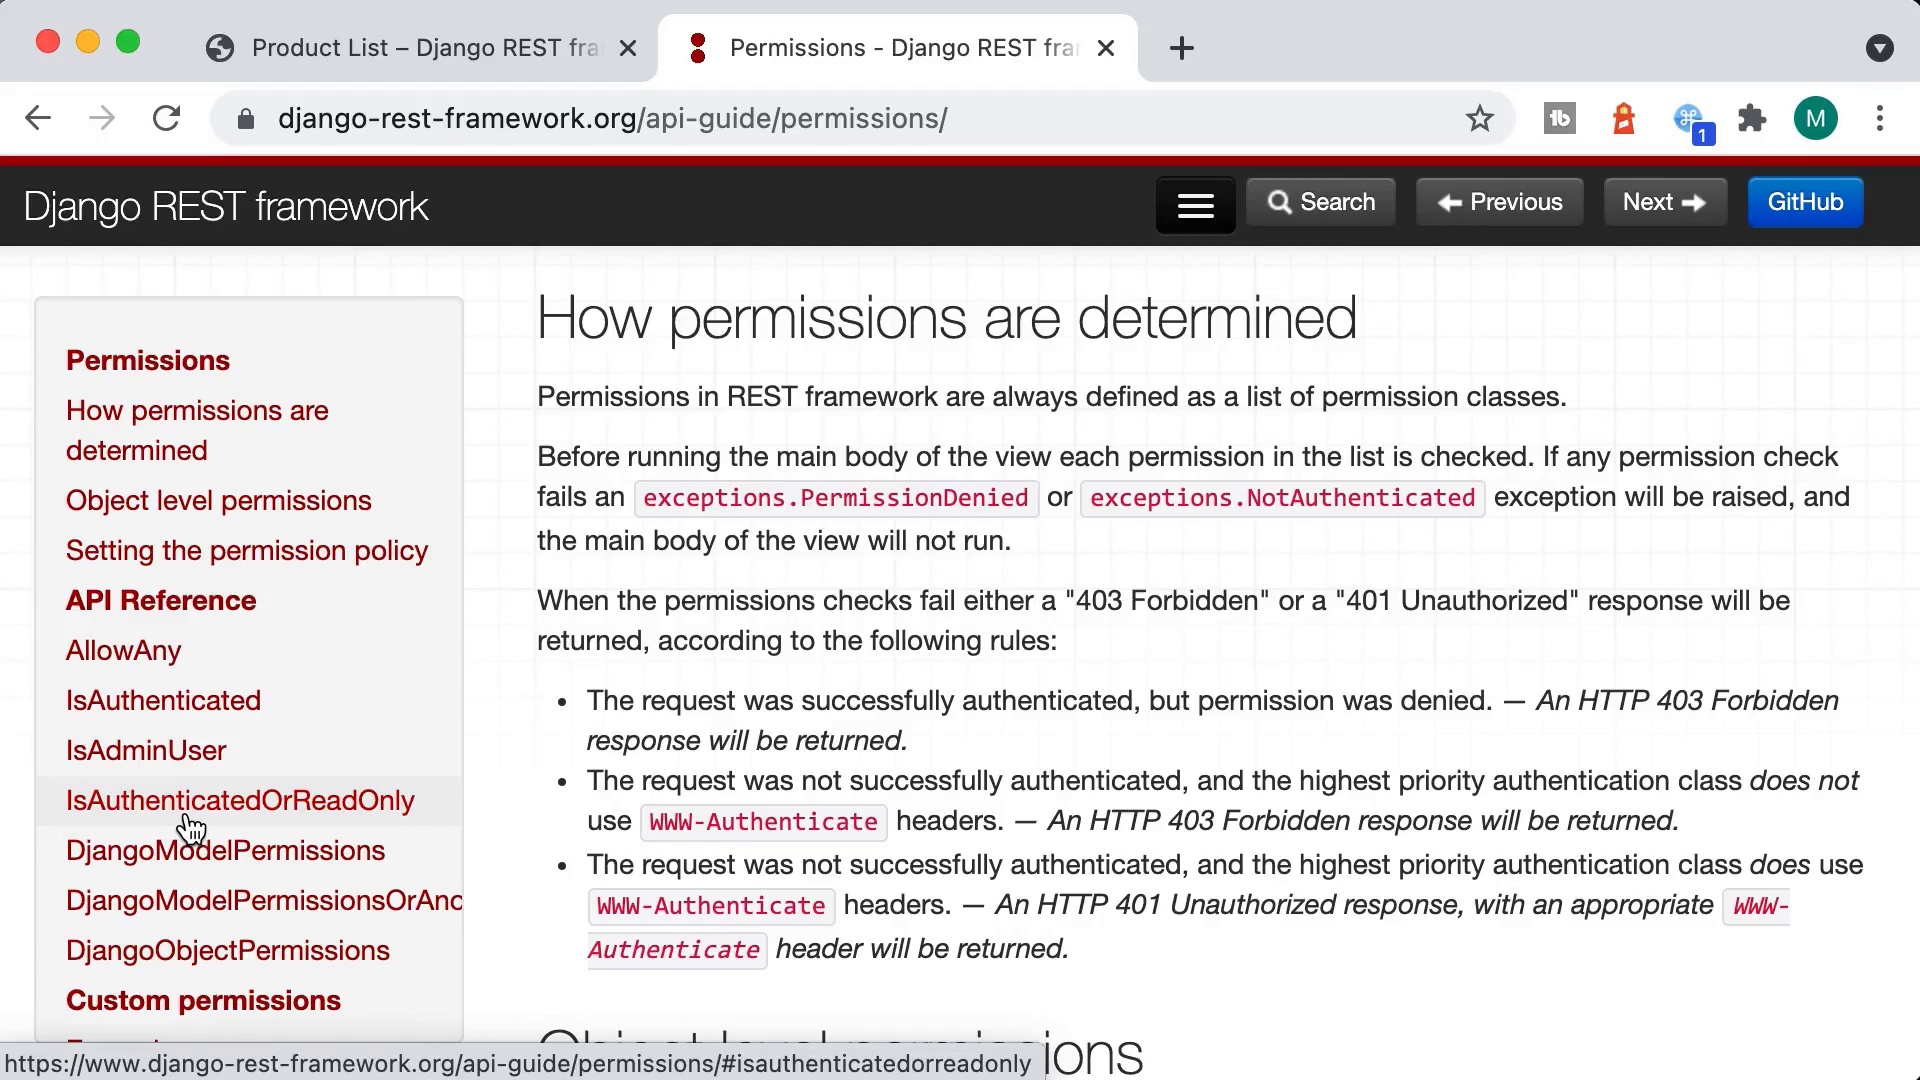 Product List – Django REST fra
Permissions - Django REST fra
django-rest-framework.org/api-guide/permissions/
1
M
Django REST framework
Search
Previous
Next
GitHub
Permissions
How permissions are
determined
Object level permissions
Setting the permission policy
API Reference
AllowAny
IsAuthenticated
IsAdminUser
IsAuthenticatedOrReadOnly
DjangoModelPermissions
DjangoModelPermissionsOrAno
DjangoObjectPermissions
Custom permissions
How permissions are determined
Permissions in REST framework are always defined as a list of permission classes.
Before running the main body of the view each permission in the list is checked. If any permission check
fails an exceptions.PermissionDenied or exceptions.NotAuthenticated exception will be raised, and
the main body of the view will not run.
When the permissions checks fail either a "403 Forbidden" or a "401 Unauthorized" response will be
returned, according to the following rules:
• The request was successfully authenticated, but permission was denied. — An HTTP 403 Forbidden
response will be returned.
• The request was not successfully authenticated, and the highest priority authentication class does not
use WWW-Authenticate headers. — An HTTP 403 Forbidden response will be returned.
• The request was not successfully authenticated, and the highest priority authentication class does use
WWW-Authenticate headers. — An HTTP 401 Unauthorized response, with an appropriate WWW-
Authenticate header will be returned.
Object level permissions
https://www.django-rest-framework.org/api-guide/permissions/#isauthenticatedorreadonly